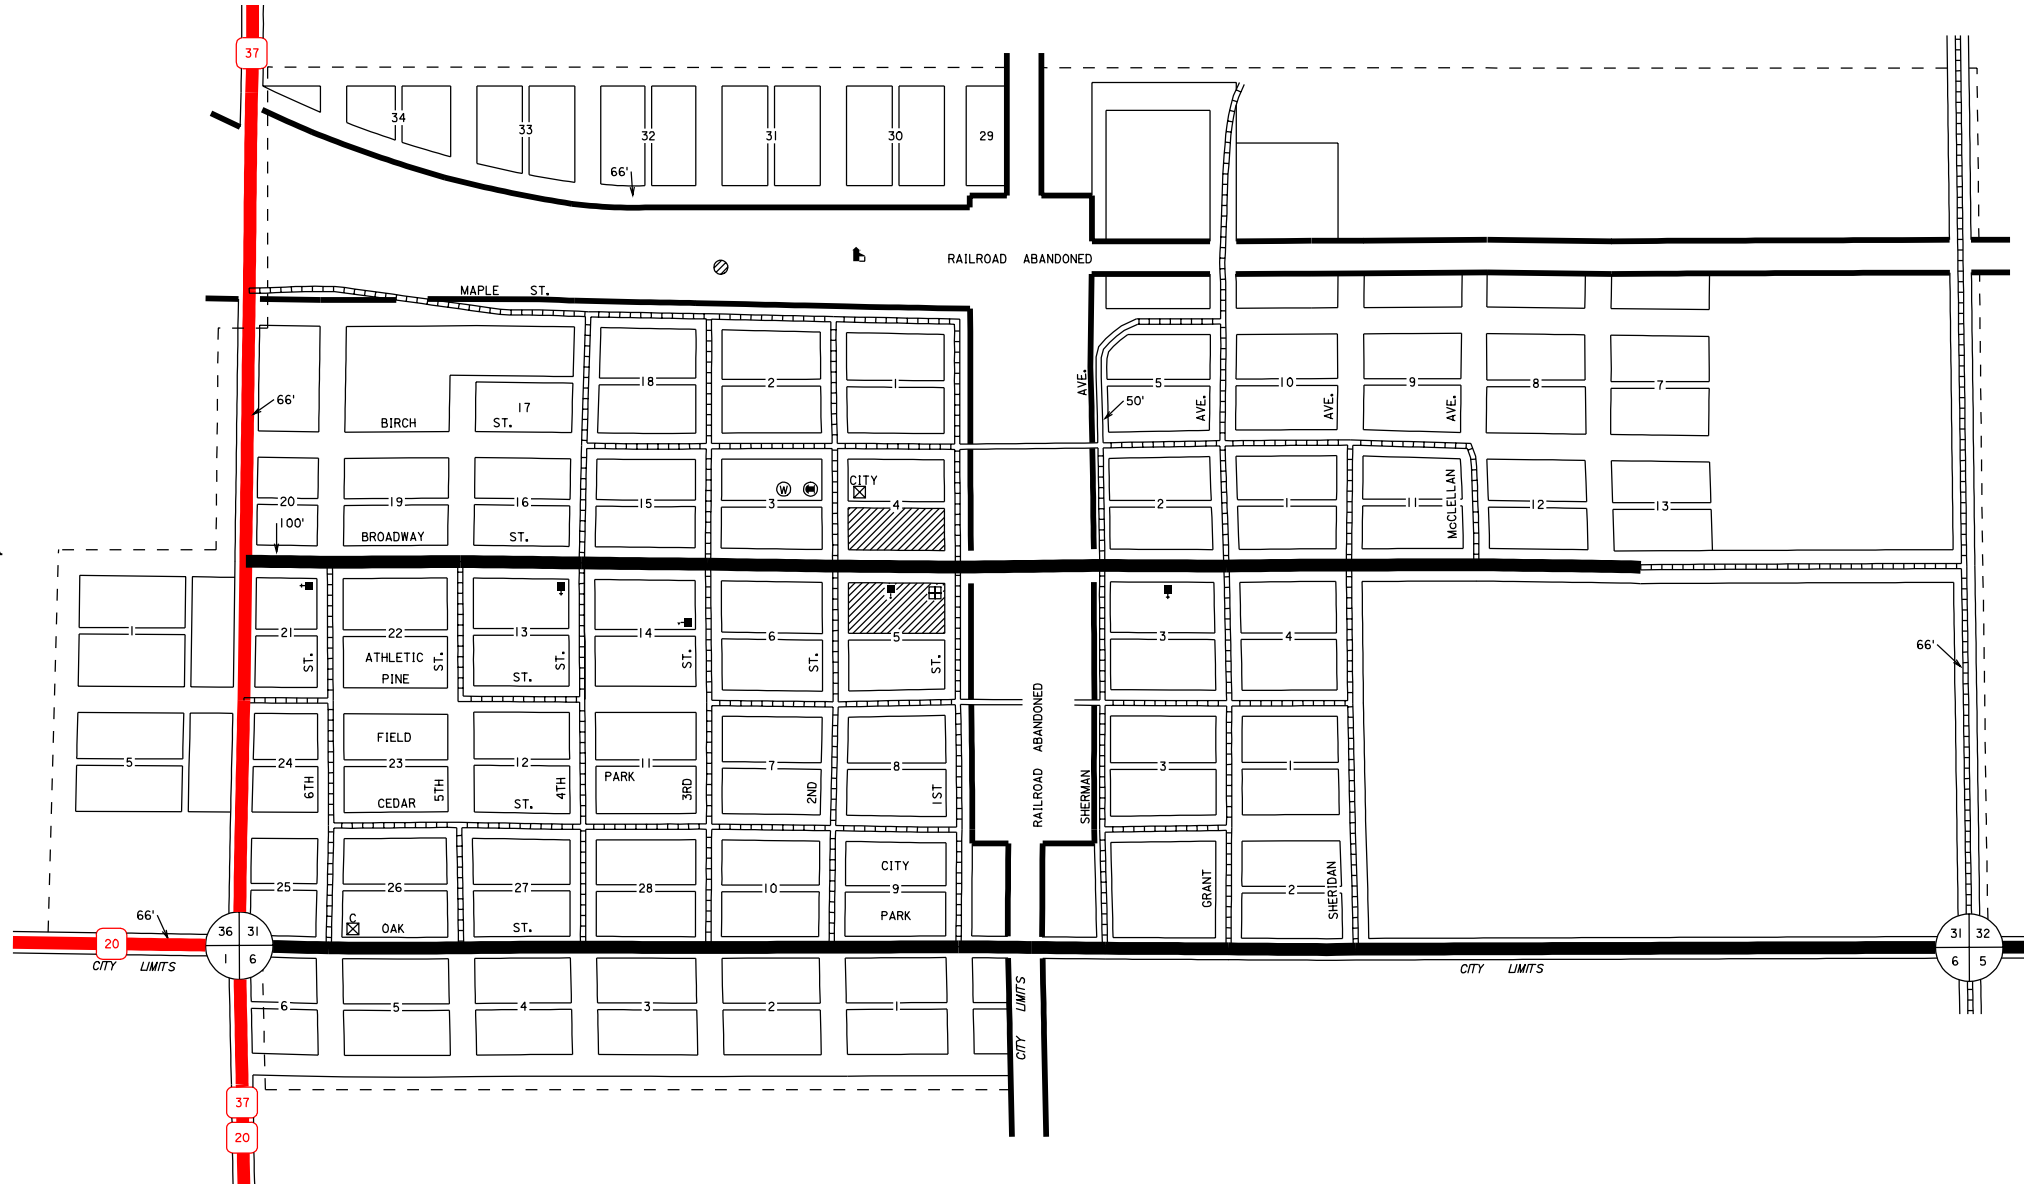 37
34
33
32
31
30
29
66'
RAILROAD ABANDONED
MAPLE ST.
18
2
1
AVE.
5
10
9
8
7
66'
17
50'
AVE.
AVE.
AVE.
BIRCH ST.
CITY
W
20
19
16
15
3
4
2
1
11
McCLELLAN
12
13
100'
BROADWAY ST.
1
21
22
13
14
6
5
3
4
66'
ATHLETIC
ST.
ST.
ST.
ST.
ST.
ST.
PINE ST.
FIELD
RAILROAD ABANDONED
5
24
23
12
11
7
8
3
1
PARK
6TH
5TH
4TH
3RD
2ND
1ST
SHERMAN
CEDAR ST.
CITY
25
26
27
28
10
9
GRANT
2
SHERIDAN
66'
C
PARK
OAK ST.
36 31
1 6
31 32
6 5
20
CITY LIMITS
CITY LIMITS
6
5
4
3
2
1
CITY LIMITS
37
20